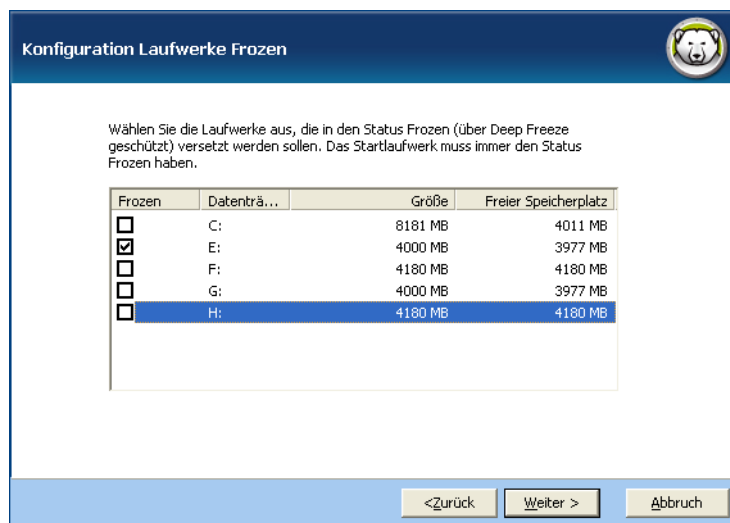 Konfiguration Laufwerke Frozen
Wählen Sie die Laufwerke aus, die in den Status Frozen (über Deep Freeze
geschützt) versetzt werden sollen. Das Startlaufwerk muss immer den Status
Frozen haben.
Frozen Datenträ... Größe Freier Speicherplatz
C: 8181 MB 4011 MB
E: 4000 MB 3977 MB
F: 4180 MB 4180 MB
G: 4000 MB 3977 MB
H: 4180 MB 4180 MB
<Zurück Weiter > Abbruch